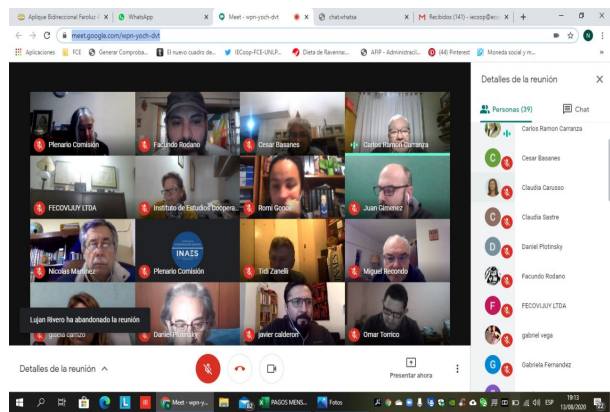 Aplique Bidireccional Faroluz
WhatsApp
Meet - wpn-yoch-dvt
chatwhatsa
Recibidos (141) - iecoop@eco
meet.google.com/wpn-yoch-dvt
Aplicaciones
FCE
Generar Comproba...
El nuevo cuadro de...
IECoop-FCE-UNLP...
Dieta de Ravenna:...
AFIP - Administracii...
(44) Pinterest
Moneda social y m...
Detalles de la reunión
Personas (39)
Chat
Plenario Comisión
Facundo Rodano
Cesar Basanes
Carlos Ramon Carranza
FECOVIJUY LTDA
Instituto de Estudios Coopera...
Romi Gonce
Juan Gimenez
Nicolas Martinez
INAES
Plenario Comisión
Tidi Zanelli
Miguel Recondo
Lujan Rivero ha abandonado la reunión
Daniel Plotinsky
javier calderon
Omar Torrico
Carlos Ramon Carranza
Cesar Basanes
Claudia Carusso
C
Claudia Sastre
D
Daniel Plotinsky
Facundo Rodano
F
FECOVIJUY LTDA
gabriel vega
G
Gabriela Fernandez
Detalles de la reunión
Presentar ahora
Meet - wpn-y...
PAGOS MENS...
Fotos
ESP
19:13
13/08/2020